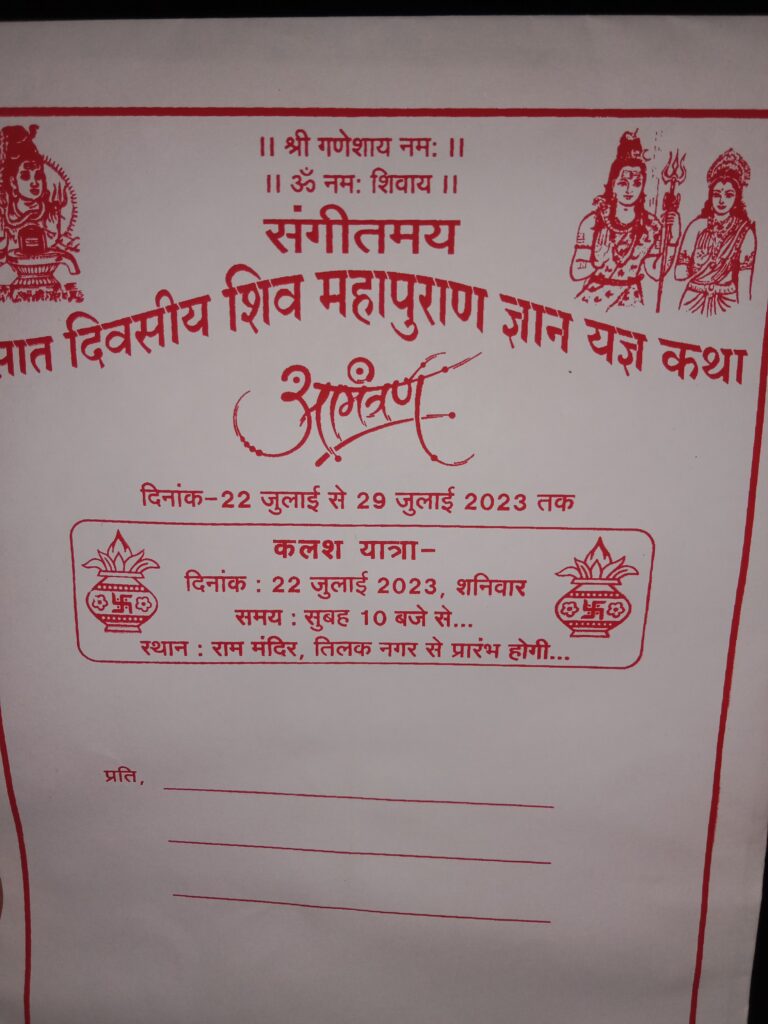 ।। श्री गणेशाय नम: ।।
।। ॐ नम: शिवाय ।।
संगीतमय
सात दिवसीय शिव महापुराण ज्ञान यज्ञ कथा
आमंत्रण
दिनांक-22 जुलाई से 29 जुलाई 2023 तक
कलश यात्रा-
दिनांक : 22 जुलाई 2023, शनिवार
समय : सुबह 10 बजे से...
स्थान : राम मंदिर, तिलक नगर से प्रारंभ होगी...
प्रति,